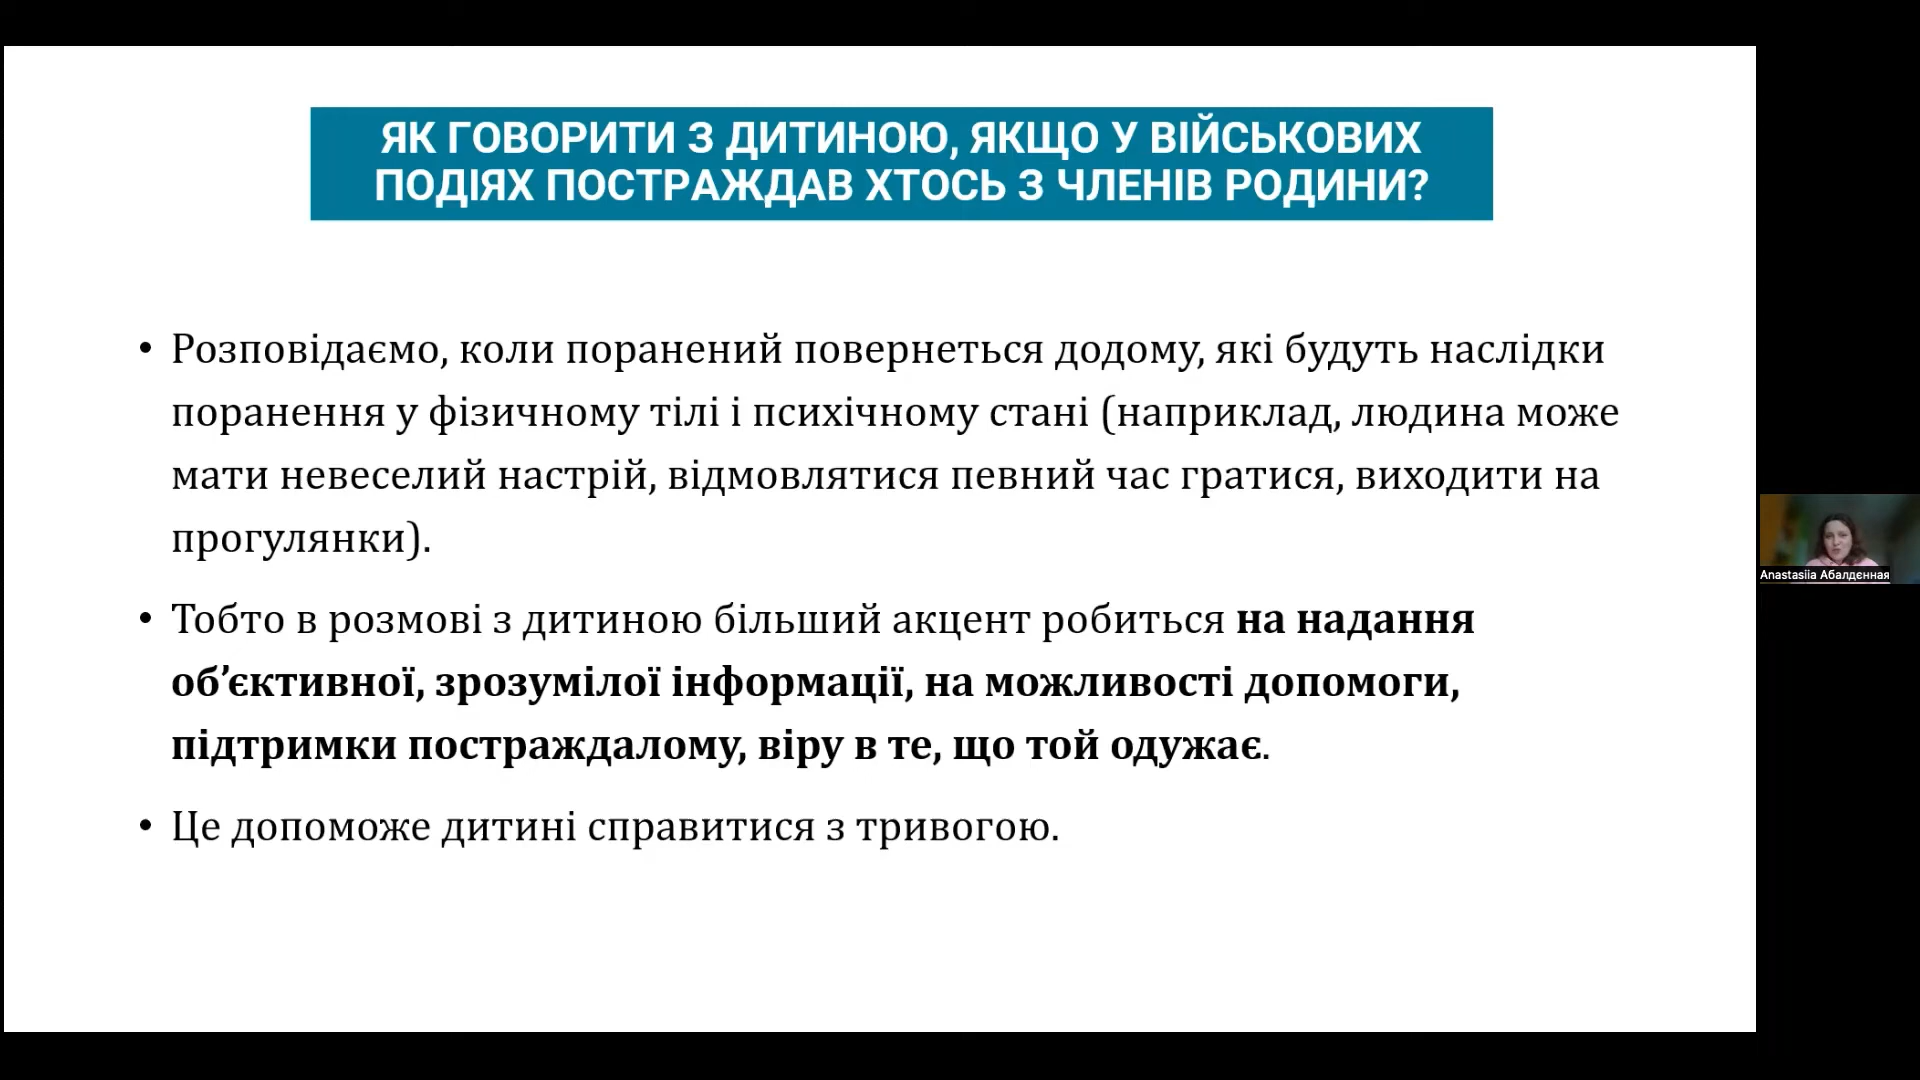 ЯК ГОВОРИТИ З ДИТИНОЮ, ЯКЩО У ВІЙСЬКОВИХ
ПОДІЯХ ПОСТРАЖДАВ ХТОСЬ З ЧЛЕНІВ РОДИНИ?
• Розповідаємо, коли поранений повернеться додому, які будуть наслідки
поранення у фізичному тілі і психічному стані (наприклад, людина може
мати невеселий настрій, відмовлятися певний час гратися, виходити на
прогулянки).
• Тобто в розмові з дитиною більший акцент робиться на надання
об’єктивної, зрозумілої інформації, на можливості допомоги,
підтримки постраждалому, віру в те, що той одужає.
• Це допоможе дитині справитися з тривогою.
Anastasiia Абалдєнная